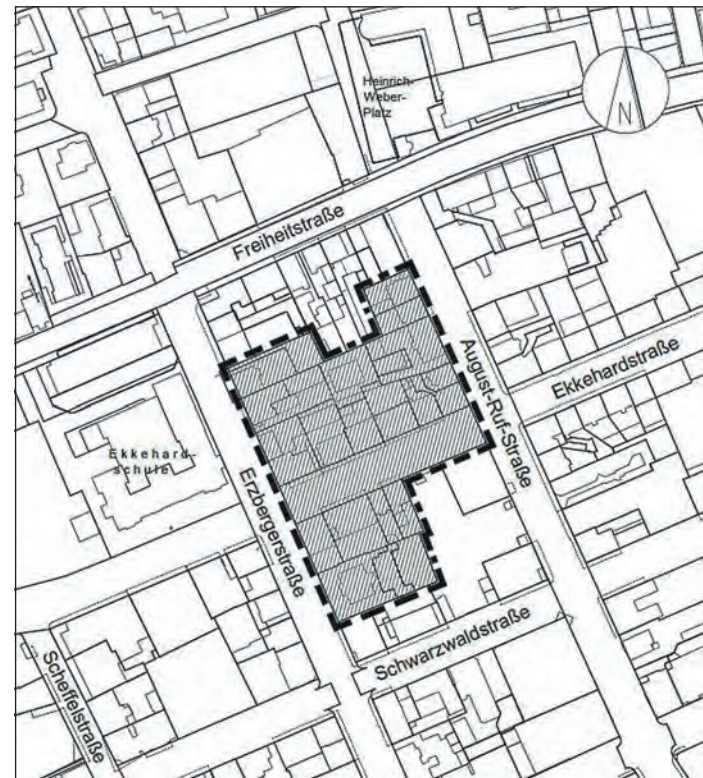 Heinrich-
Weber-
Platz
N
Freiheitstraße
August-Ruf-Straße
Ekkehardstraße
Ekkehard-
schule
Erzbergerstraße
Schwarzwaldstraße
Scheffelstraße